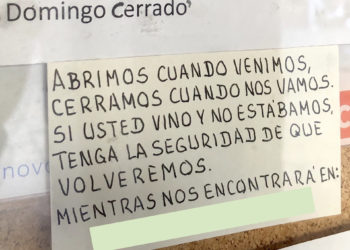 Domingo Cerrado
ABRIMOS CUANDO VENIMOS,
CERRAMOS CUANDO NOS VAMOS.
SI USTED VINO Y NO ESTÁBAMOS,
TENGA LA SEGURIDAD DE QUE
VOLVEREMOS.
MIENTRAS NOS ENCONTRARÁ EN: